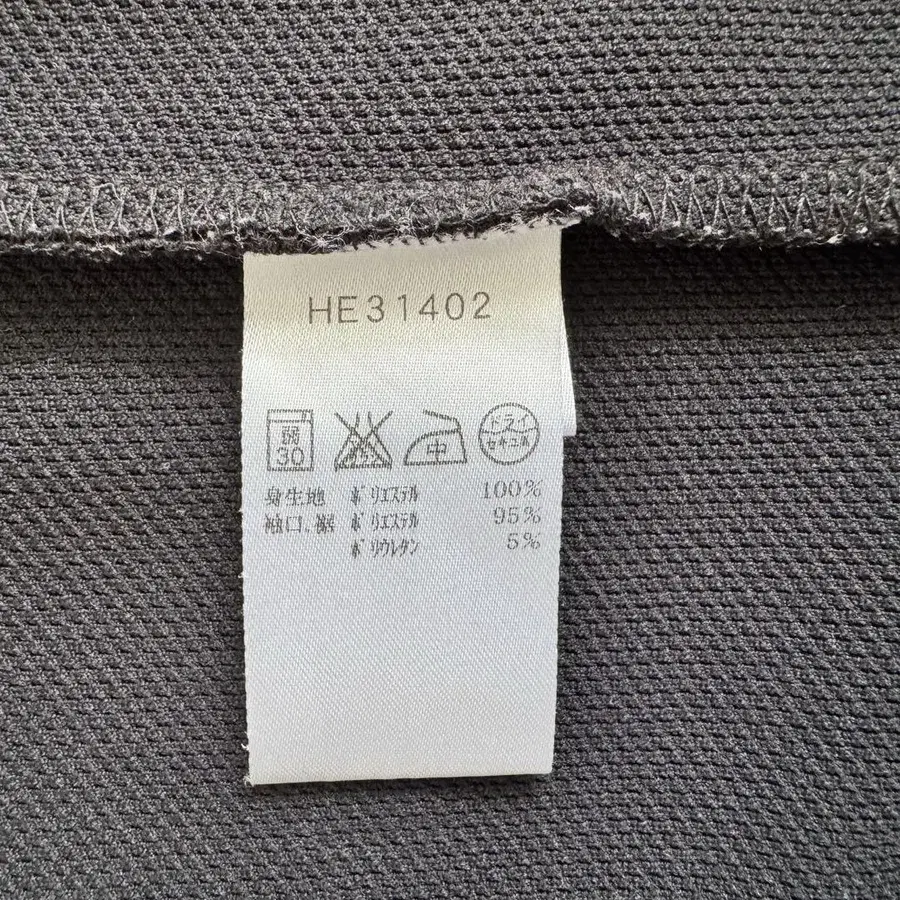 HE31402
弱
30
中
ドライ
セキユ系
身生地 ﾎﾟﾘｴｽﾃﾙ 100%
袖口.裾 ﾎﾟﾘｴｽﾃﾙ 95%
ﾎﾟﾘｳﾚﾀﾝ 5%